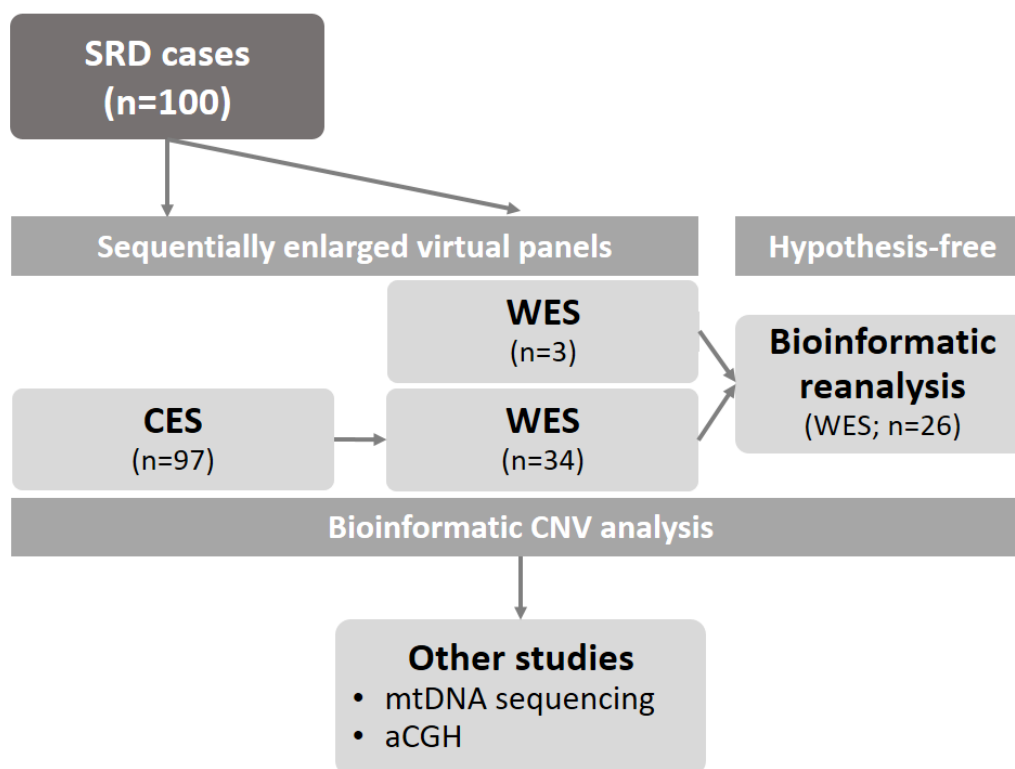 SRD cases
(n=100)
Sequentially enlarged virtual panels
Hypothesis-free
WES
(n=3)
Bioinformatic
reanalysis
(WES; n=26)
CES
(n=97)
WES
(n=34)
Bioinformatic CNV analysis
Other studies
• mtDNA sequencing
• aCGH